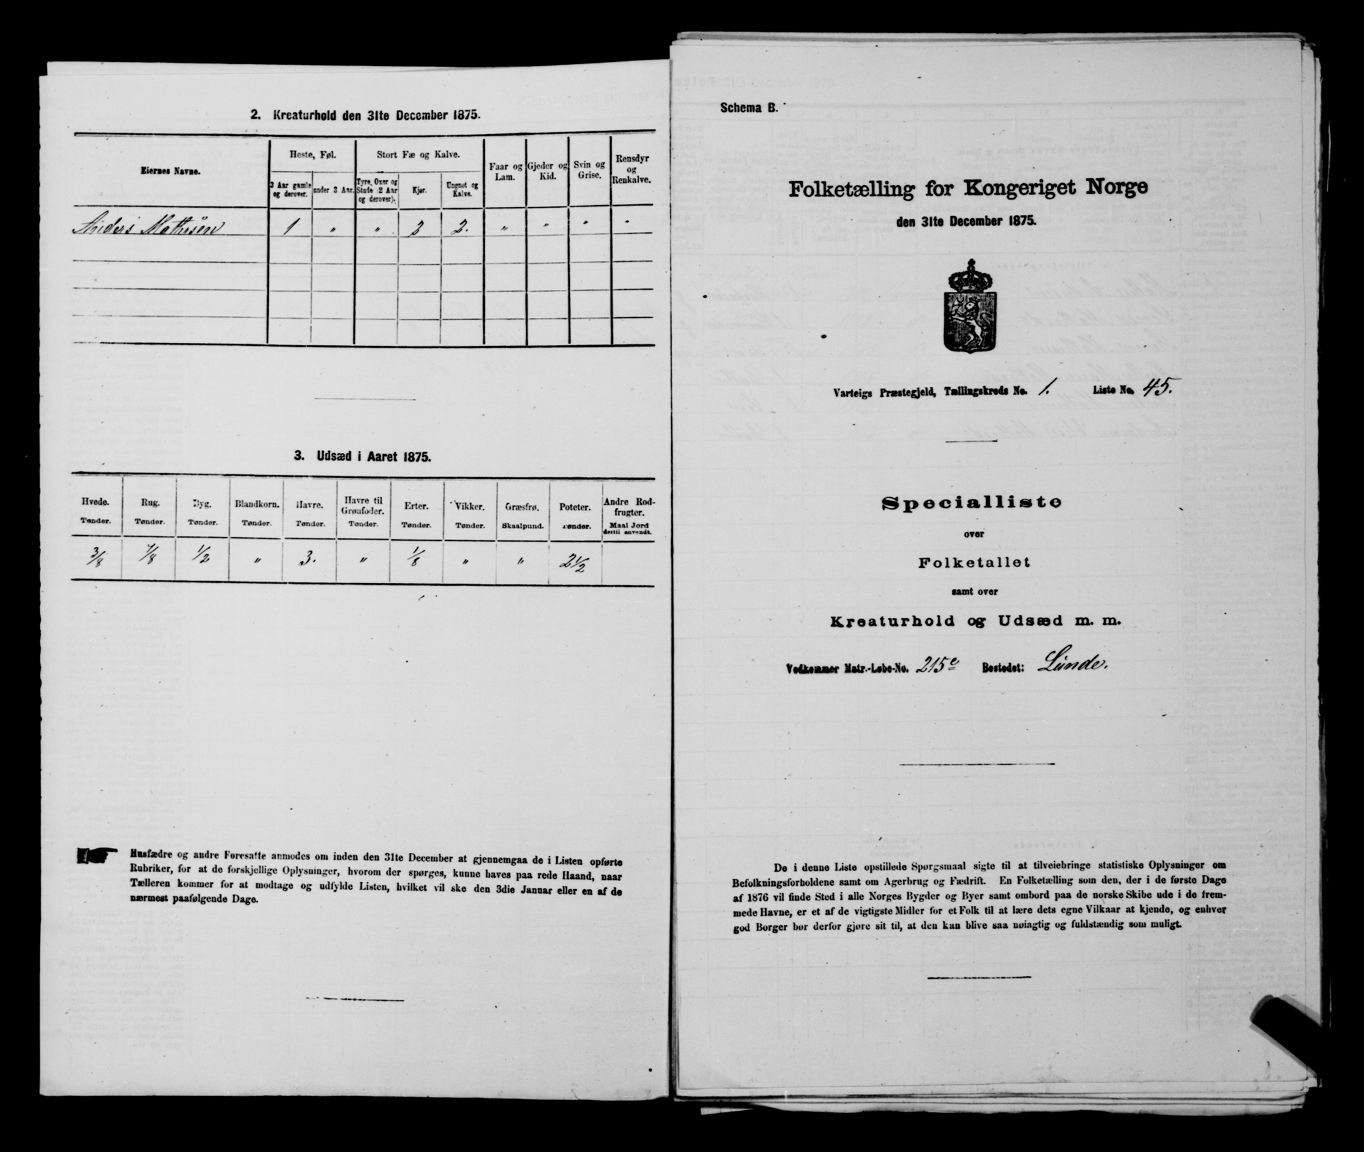 2. Kreaturhold den 31te December 1875.
Eiernes Navne.
Heste, Føl.
Stort Fæ og Kalve.
Faar og Lam.
Gjeder og Kid.
Svin og Grise.
Rensdyr og Renkalve.
3 Aar gamle og derover.
under 3 Aar.
Tyre, Oxer og Stude (2 Aar og derover).
Kjør.
Ungnøt og Kalve.
Anders Mathisen 1 " " 2 2. " " " "
3. Udsæd i Aaret 1875.
Hvede. Rug. Byg. Blandkorn. Havre. Havre til Grønfoder. Erter. Vikker. Græsfrø. Poteter. Andre Rodfrugter.
Tønder. Tønder. Tønder. Tønder. Tønder. Tønder. Tønder. Tønder. Skaalpund. Tønder. Maal Jord dertil anvendt.
3/8 1/8 1/2 " 3. " 1/8 " " 2 1/2
Husfædre og andre Foresatte anmodes om inden den 31te December at gjennemgaa de i Listen opførte
Rubriker, for at de forskjellige Oplysninger, hvorom der spørges, kunne haves paa rede Haand, naar
Tælleren kommer for at modtage og udfylde Listen, hvilket vil ske den 3die Januar eller en af de
nærmest paafølgende Dage.
Schema B.
Folketælling for Kongeriget Norge
den 31te December 1875.
Varteigs Præstegjeld, Tællingskreds No. 1. Liste No. 45.
Specialliste
over
Folketallet
samt over
Kreaturhold og Udsæd m. m.
Vedkommer Matr.-Løbe-No. 215e Bostedet: Linde.
De i denne Liste opstillede Spørgsmaal sigte til at tilveiebringe statistiske Oplysninger om
Befolkningsforholdene samt om Agerbrug og Fædrift. En Folketælling som den, der i de første Dage
af 1876 vil finde Sted i alle Norges Bygder og Byer samt ombord paa de norske Skibe ude i de frem-
mede Havne, er et af de vigtigste Midler for et Folk til at lære dets egne Vilkaar at kjende, og enhver
god Borger bør derfor gjøre sit til, at den kan blive saa nøiagtig og fuldstændig som muligt.